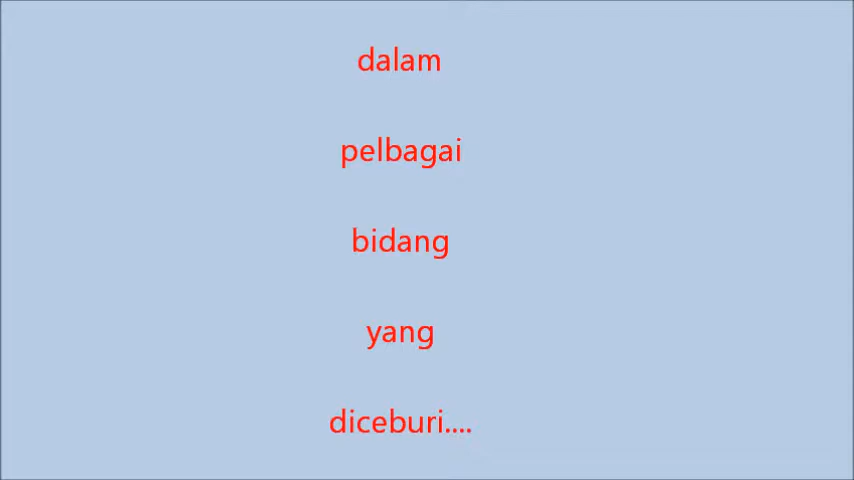 dalam
pelbagai
bidang
yang
diceburi....